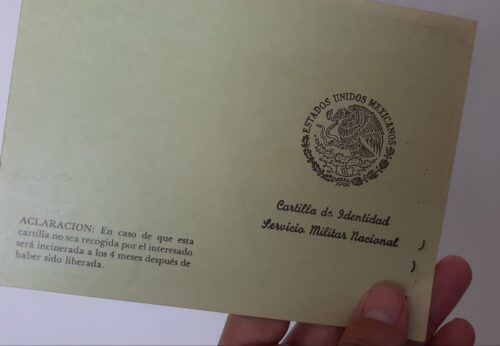 ESTADOS UNIDOS MEXICANOS
Cartilla de Identidad
Servicio Militar Nacional
ACLARACION: En caso de que esta
cartilla no sea recogida por el interesado
será incinerada a los 4 meses después de
haber sido liberada.